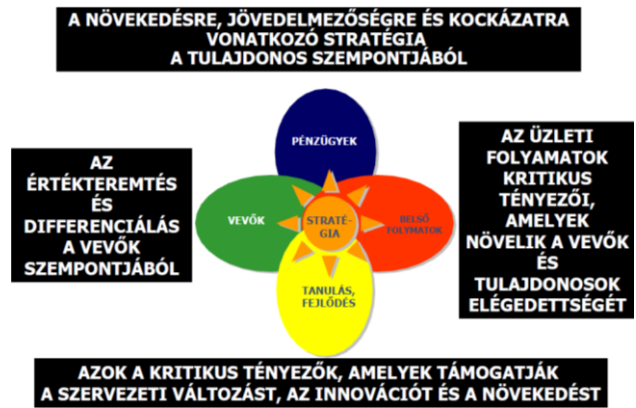 A NÖVEKEDÉSRE, JÖVEDELMEZŐSÉGRE ÉS KOCKÁZATRA
VONATKOZÓ STRATÉGIA
A TULAJDONOS SZEMPONTJÁBÓL
PÉNZÜGYEK
AZ
ÉRTÉKTEREMTÉS
ÉS
DIFFERENCIÁLÁS
A VEVŐK
SZEMPONTJÁBÓL
VEVŐK
STRATÉ-
GIA
BELSŐ
FOLYMATOK
AZ ÜZLETI
FOLYAMATOK
KRITIKUS
TÉNYEZŐI,
AMELYEK
NÖVELIK A VEVŐK
ÉS
TULAJDONOSOK
ELÉGEDETTSÉGÉT
TANULÁS,
FEJLŐDÉS
AZOK A KRITIKUS TÉNYEZŐK, AMELYEK TÁMOGATJÁK
A SZERVEZETI VÁLTOZÁST, AZ INNOVÁCIÓT ÉS A NÖVEKEDÉST